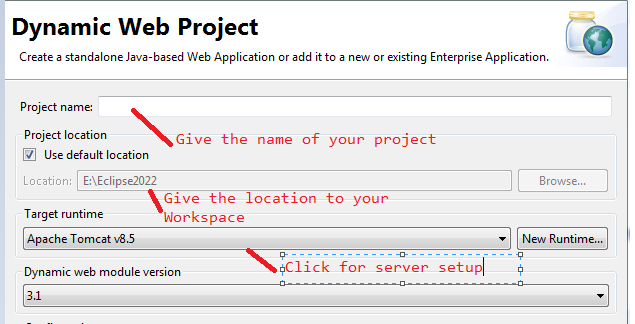 Dynamic Web Project
Create a standalone Java-based Web Application or add it to a new or existing Enterprise Application.
Project name:
Give the name of your project
Project location
Use default location
Location: E:\Eclipse2022 Browse...
Give the location to your
Workspace
Target runtime
Apache Tomcat v8.5 New Runtime...
Click for server setup
Dynamic web module version
3.1